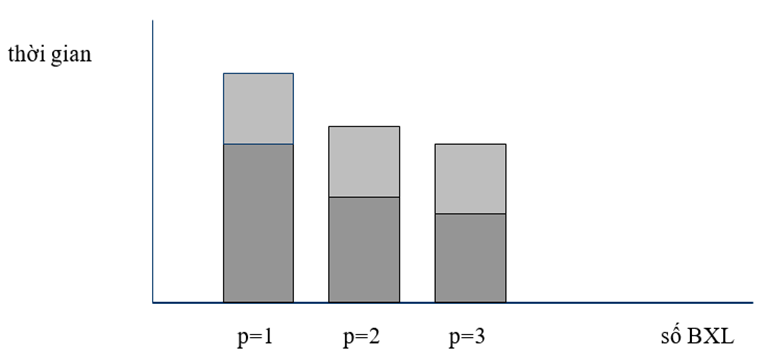 thời gian
p=1
p=2
p=3
số BXL